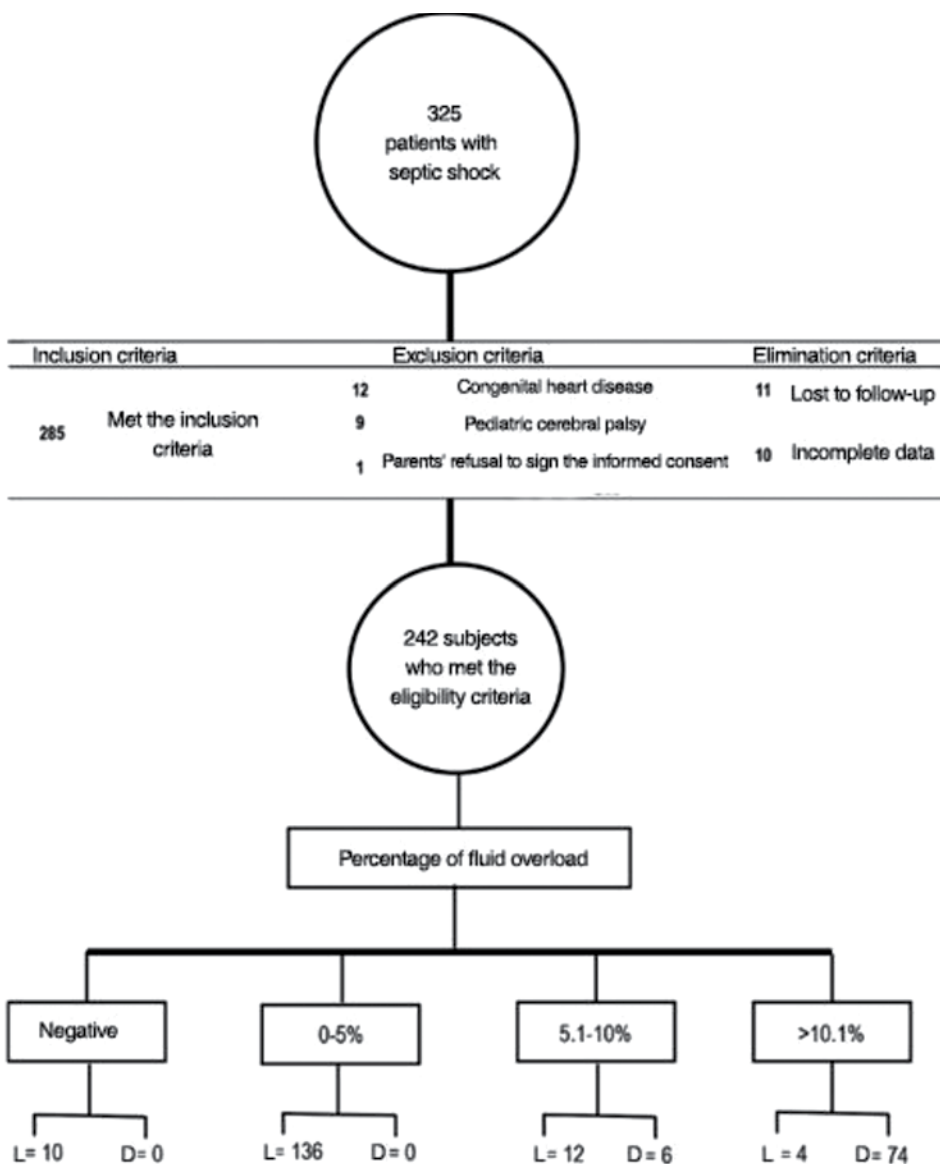 325
patients with
septic shock
Inclusion criteria
Exclusion criteria
Elimination criteria
285 Met the inclusion
criteria
12 Congenital heart disease
9 Pediatric cerebral palsy
1 Parents' refusal to sign the informed consent
11 Lost to follow-up
10 Incomplete data
242 subjects
who met the
eligibility criteria
Percentage of fluid overload
Negative
0-5%
5.1-10%
>10.1%
L= 10 D= 0
L= 136 D= 0
L= 12 D= 6
L= 4 D= 74